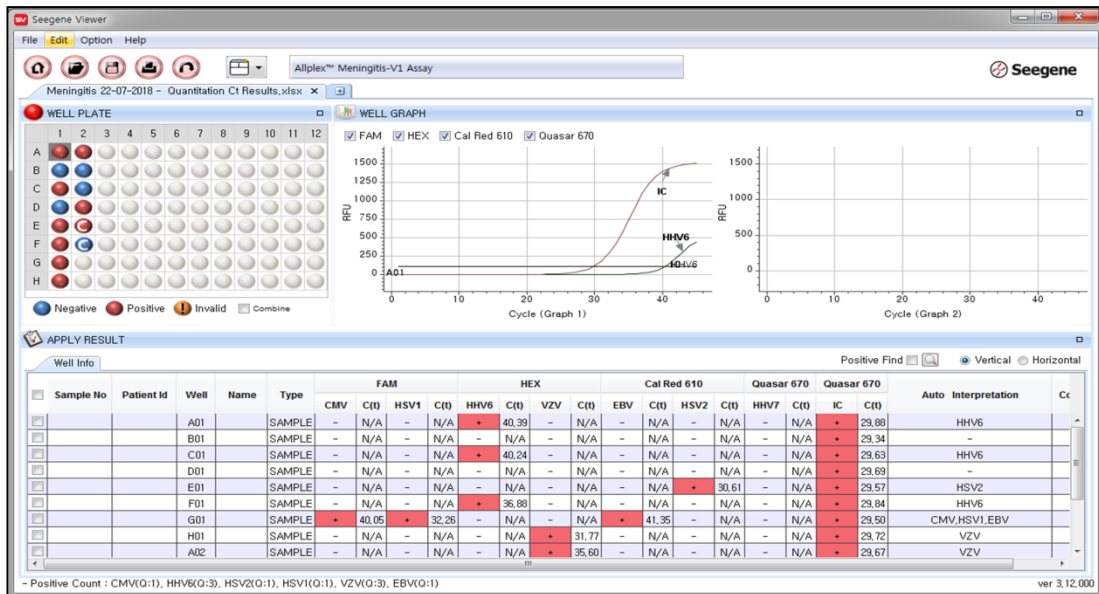 Seegene Viewer
File Edit Option Help
Allplex™ Meningitis-V1 Assay
Seegene
Meningitis 22-07-2018 - Quantitation Ct Results,xlsx
WELL PLATE
1 2 3 4 5 6 7 8 9 10 11 12
A
B
C
D
E
F
G
H
Negative Positive Invalid Combine
WELL GRAPH
FAM HEX Cal Red 610 Quasar 670
1500
1250
1000
750
500
250
0
RFU
A01
IC
HHV6
HHV6
0 10 20 30 40
Cycle (Graph 1)
1500
1000
500
0
RFU
0 10 20 30 40
Cycle (Graph 2)
APPLY RESULT
Well Info
Positive Find Vertical Horizontal
Sample No Patient Id Well Name Type FAM HEX Cal Red 610 Quasar 670 Quasar 670 Auto Interpretation
CMV C(t) HSV1 C(t) HHV6 C(t) VZV C(t) EBV C(t) HSV2 C(t) HHV7 C(t) IC C(t)
A01 SAMPLE - N/A - N/A + 40,39 - N/A - N/A - N/A - N/A + 29,88 HHV6
B01 SAMPLE - N/A - N/A - N/A - N/A - N/A - N/A - N/A + 29,34 -
C01 SAMPLE - N/A - N/A + 40,24 - N/A - N/A - N/A - N/A + 29,63 HHV6
D01 SAMPLE - N/A - N/A - N/A - N/A - N/A - N/A - N/A + 29,69 -
E01 SAMPLE - N/A - N/A - N/A - N/A - N/A + 30,61 - N/A + 29,57 HSV2
F01 SAMPLE - N/A - N/A + 36,88 - N/A - N/A - N/A - N/A + 29,84 HHV6
G01 SAMPLE + 40,05 + 32,26 - N/A - N/A + 41,35 - N/A - N/A + 29,50 CMV,HSV1,EBV
H01 SAMPLE - N/A - N/A - N/A + 31,77 - N/A - N/A - N/A + 29,72 VZV
A02 SAMPLE - N/A - N/A - N/A + 35,60 - N/A - N/A - N/A + 29,67 VZV
- Positive Count : CMV(Q:1), HHV6(Q:3), HSV2(Q:1), HSV1(Q:1), VZV(Q:3), EBV(Q:1)
ver 3,12,000